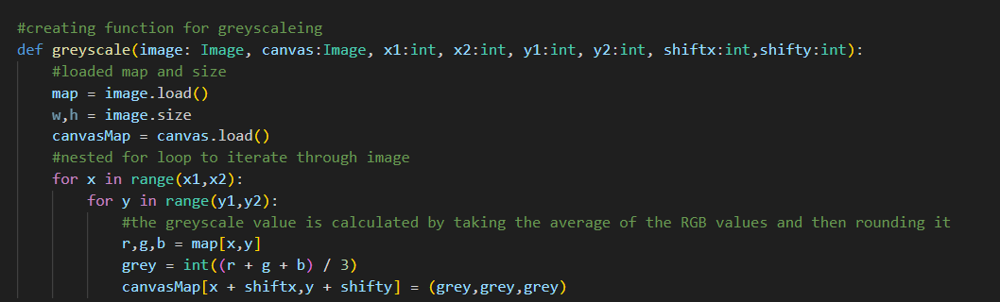 #creating function for greyscaleing
def greyscale(image: Image, canvas:Image, x1:int, x2:int, y1:int, y2:int, shiftx:int,shifty:int):
    #loaded map and size
    map = image.load()
    w,h = image.size
    canvasMap = canvas.load()
    #nested for loop to iterate through image
    for x in range(x1,x2):
        for y in range(y1,y2):
            #the greyscale value is calculated by taking the average of the RGB values and then rounding it
            r,g,b = map[x,y]
            grey = int((r + g + b) / 3)
            canvasMap[x + shiftx,y + shifty] = (grey,grey,grey)